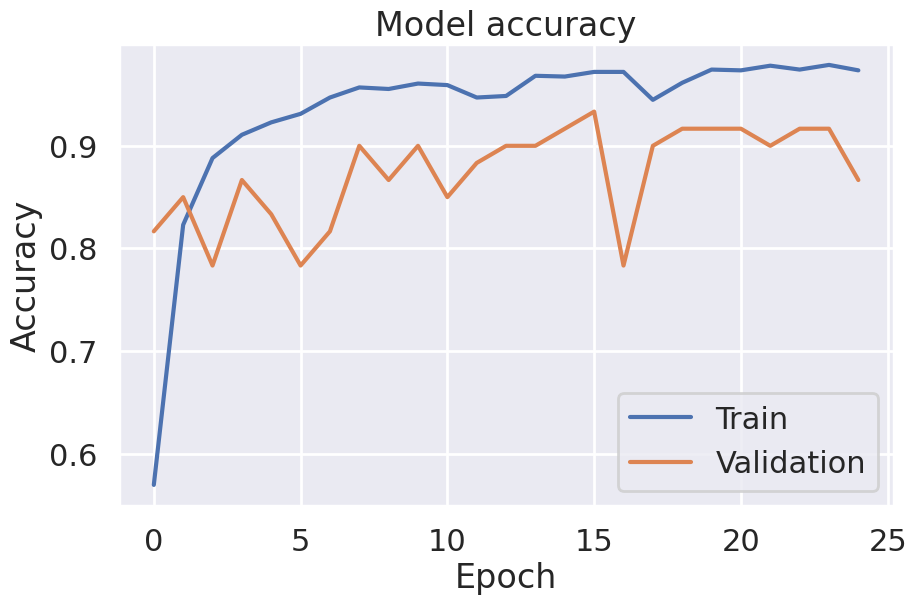 Model accuracy
Accuracy
0.9
0.8
0.7
0.6
Train
Validation
0 5 10 15 20 25
Epoch